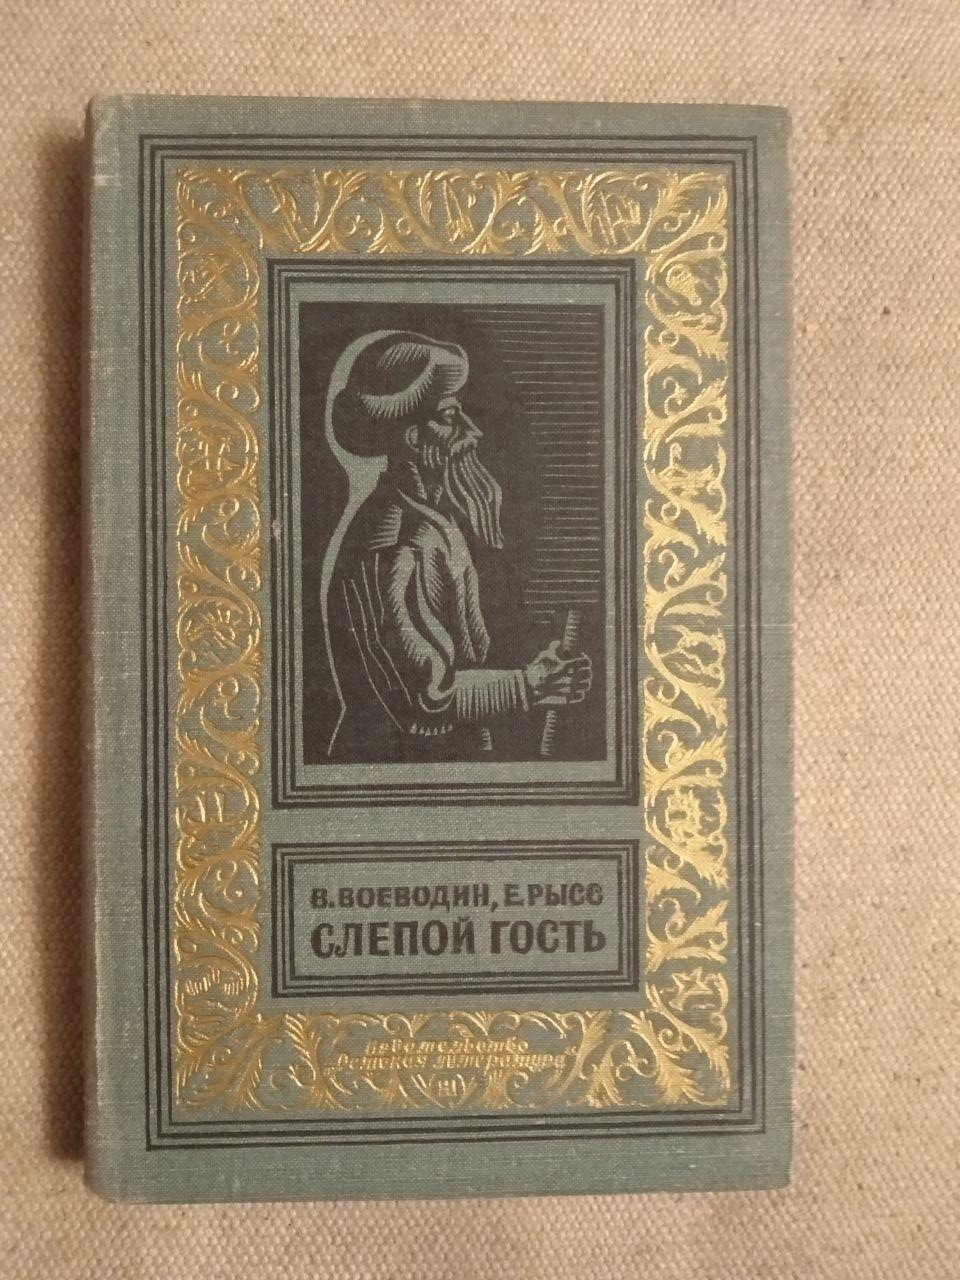 В. ВОЕВОДИН, Е. РЫСС
СЛЕПОЙ ГОСТЬ
Издательство
„Детская литература“